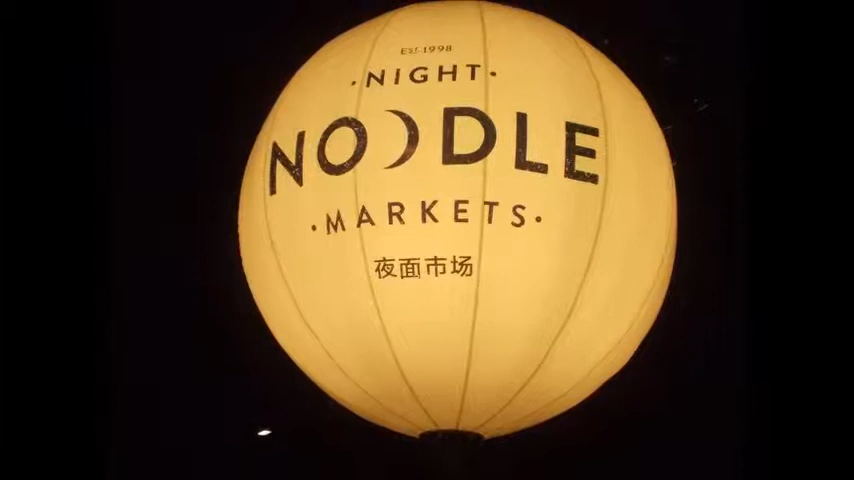 EST. 1998
·NIGHT·
NOODLE
·MARKETS·
夜面市场